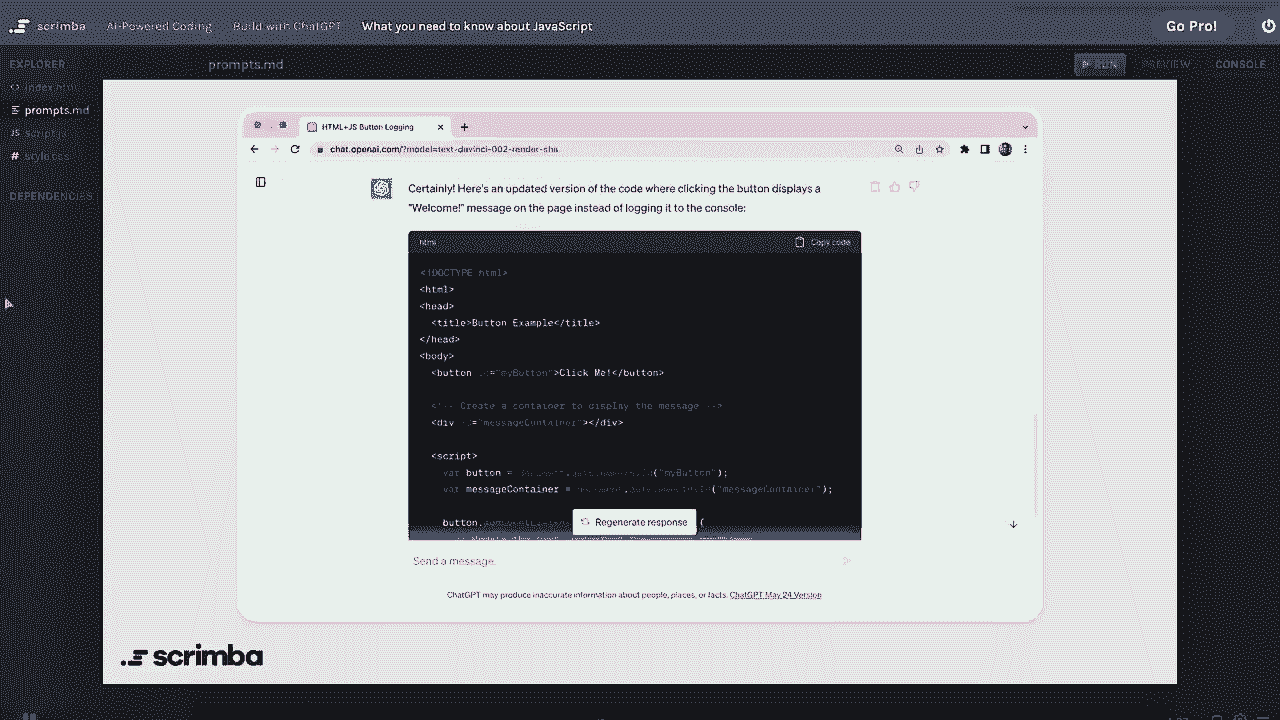 scrimba AI-Powered Coding Build with ChatGPT What you need to know about JavaScript Go Pro!
EXPLORER prompts.md RUN PREVIEW CONSOLE
<> index.html
prompts.md
JS script.js
# style.css
DEPENDENCIES
HTML+JS Button Logging
chat.openai.com/?model=text-davinci-002-render-sha
Certainly! Here's an updated version of the code where clicking the button displays a
"Welcome!" message on the page instead of logging it to the console:
html Copy code
<!DOCTYPE html>
<html>
<head>
<title>Button Example</title>
</head>
<body>
<button id="myButton">Click Me!</button>
<!-- Create a container to display the message -->
<div id="messageContainer"></div>
<script>
var button = document.getElementById("myButton");
var messageContainer = document.getElementById("messageContainer");
button. {
Regenerate response
Send a message.
ChatGPT may produce inaccurate information about people, places, or facts. ChatGPT May 24 Version
scrimba